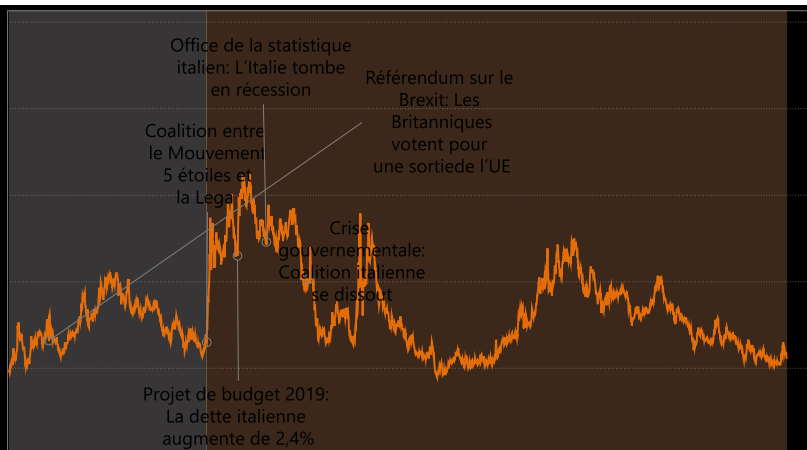 Office de la statistique
italien: L'Italie tombe
en récession
Référendum sur le
Brexit: Les
Britanniques
votent pour
une sortiede l'UE
Coalition entre
le Mouvement
5 étoiles et
la Lega
Crise
gouvernementale:
Coalition italienne
se dissout
Projet de budget 2019:
La dette italienne
augmente de 2,4%